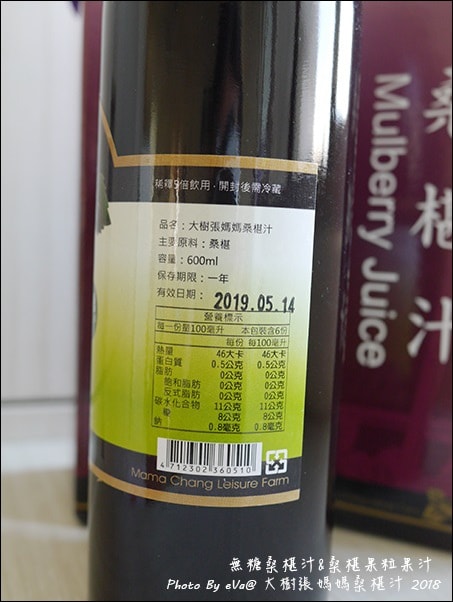 稀釋5倍飲用,開封後需冷藏
品名:大樹張媽媽桑椹汁
主要原料:桑椹
容量:600ml
保存期限:一年
有效日期: 2019.05.14
營養標示
每一份量100毫升 本包裝含6份
每份 每100毫升
熱量 46大卡 46大卡
蛋白質 0.5公克 0.5公克
脂肪 0公克 0公克
飽和脂肪 0公克 0公克
反式脂肪 0公克 0公克
碳水化合物 11公克 11公克
糖 8公克 8公克
鈉 0.8毫克 0.8毫克
4 712302 360510
Mama Chang Leisure Farm
桑椹汁
Mulberry Juice
無糖桑椹汁&桑椹果粒果汁
Photo By eVa@ 大樹張媽媽桑椹汁 2018